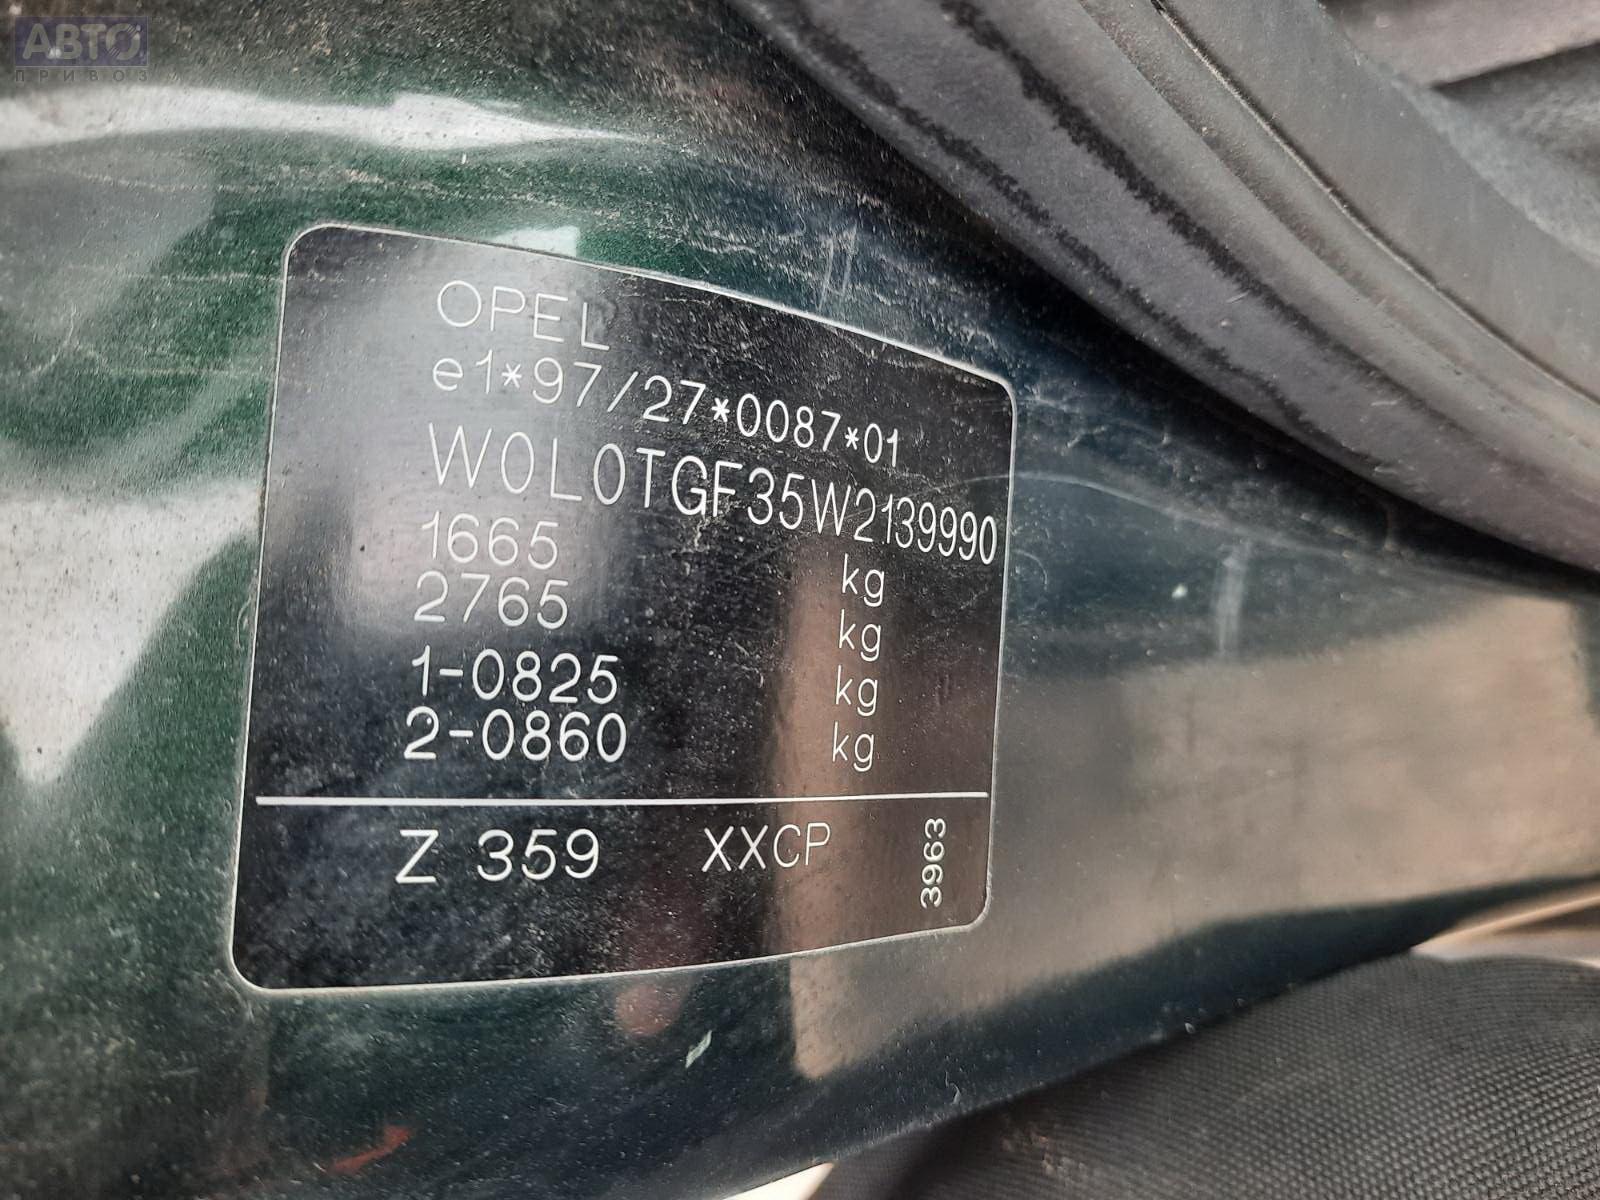 АВТО
ПРИВОЗ
OPEL
e1*97/27*0087*01
W0L0TGF35W2139990
1665 kg
2765 kg
1-0825 kg
2-0860 kg
Z 359 XXCP 3963